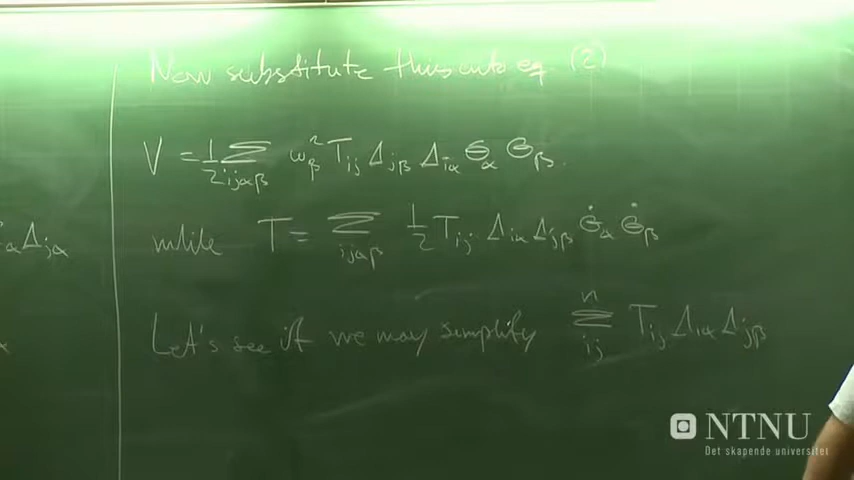 Now substitute this into eq. (2)
V = 1/2 Σ_{ijαβ} ω_β² T_ij Δ_jβ Δ_iα Θ_α Θ_β.
while T = Σ_{ijαβ} 1/2 T_ij Δ_iα Δ_jβ Θ̇_α Θ̇_β
α Δ_jα
Let's see if we may simplify Σ_{ij}^{n} T_ij Δ_iα Δ_jβ
α
NTNU
Det skapende universitet